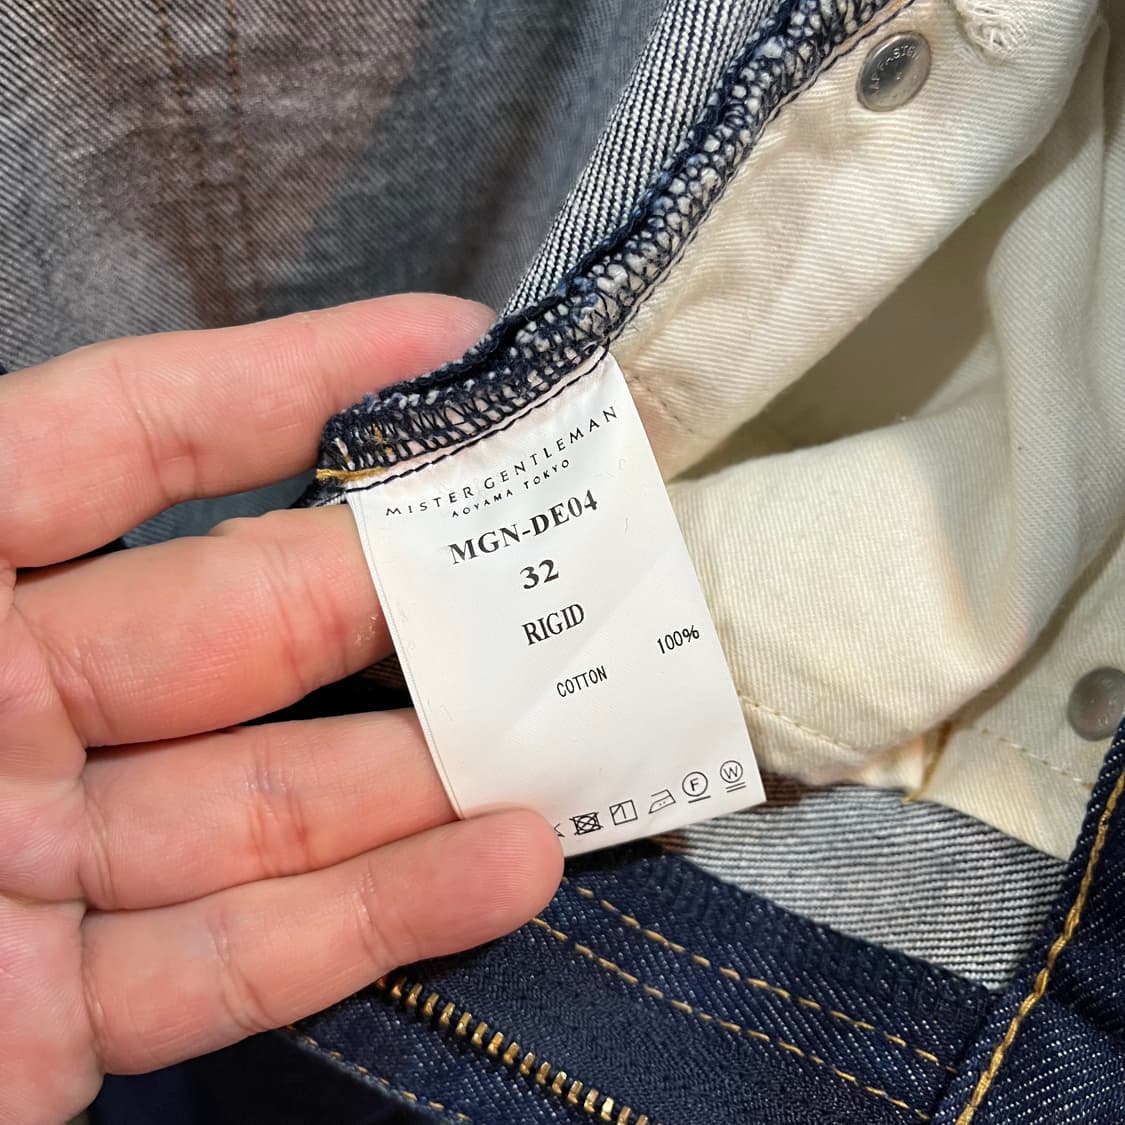 MISTER GENTLEMAN
AOYAMA TOKYO
MGN-DE04
32
RIGID
COTTON 100%
F W